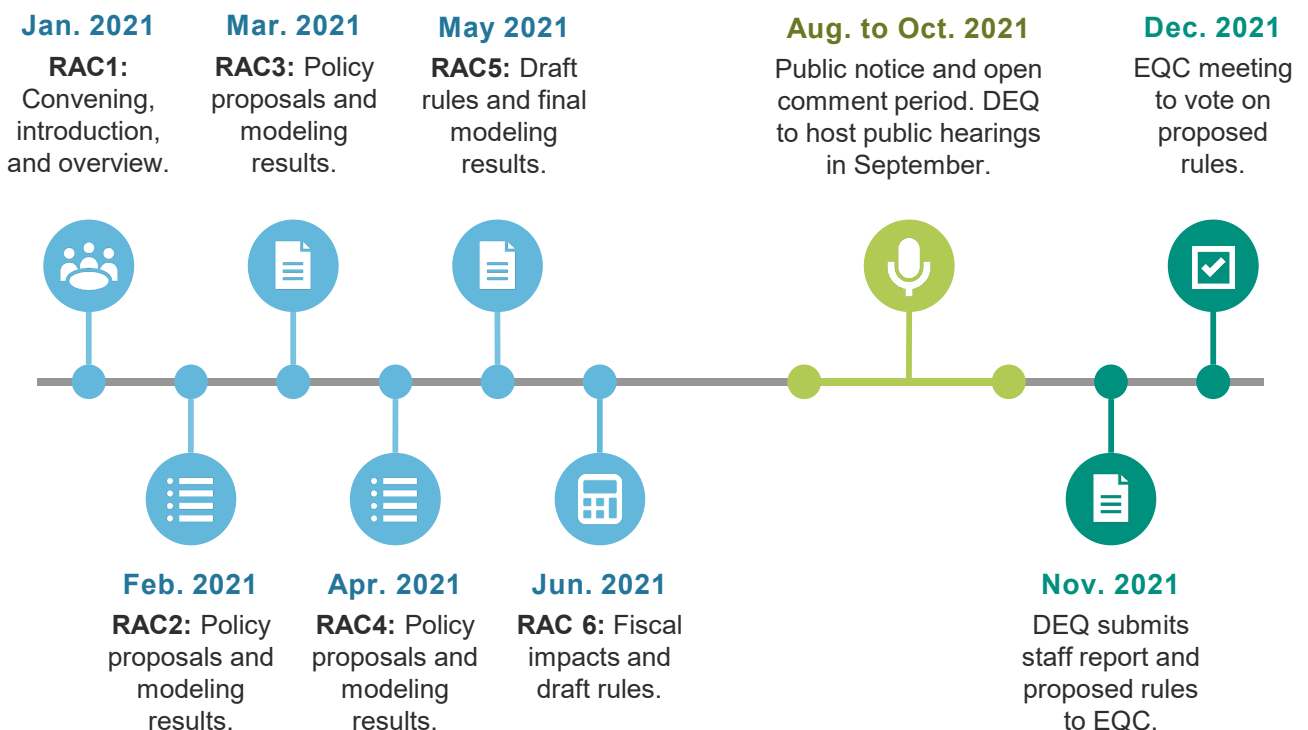 Jan. 2021
RAC1:
Convening,
introduction,
and overview.
Mar. 2021
RAC3: Policy
proposals and
modeling
results.
May 2021
RAC5: Draft
rules and final
modeling
results.
Aug. to Oct. 2021
Public notice and open
comment period. DEQ
to host public hearings
in September.
Dec. 2021
EQC meeting
to vote on
proposed
rules.
Feb. 2021
RAC2: Policy
proposals and
modeling
results.
Apr. 2021
RAC4: Policy
proposals and
modeling
results.
Jun. 2021
RAC 6: Fiscal
impacts and
draft rules.
Nov. 2021
DEQ submits
staff report and
proposed rules
to EQC.